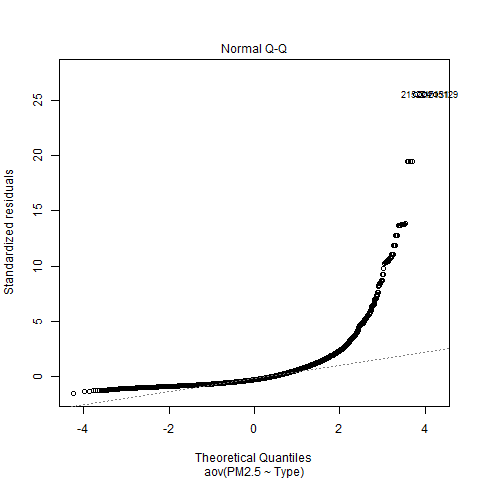 Normal Q-Q
Standardized residuals
25
20
15
10
5
0
-4
-2
0
2
4
Theoretical Quantiles
aov(PM2.5 ~ Type)